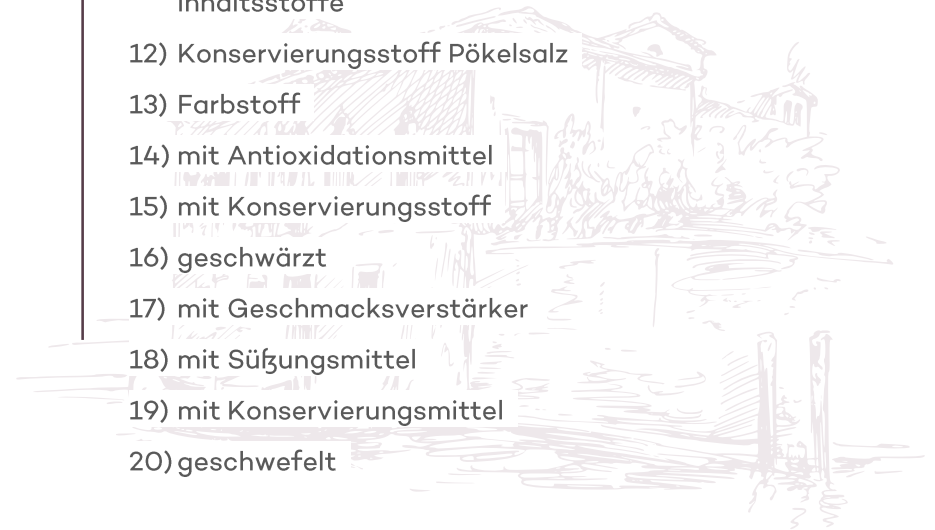 Inhaltsstoffe
12) Konservierungsstoff Pökelsalz
13) Farbstoff
14) mit Antioxidationsmittel
15) mit Konservierungsstoff
16) geschwärzt
17) mit Geschmacksverstärker
18) mit Süßungsmittel
19) mit Konservierungsmittel
20) geschwefelt